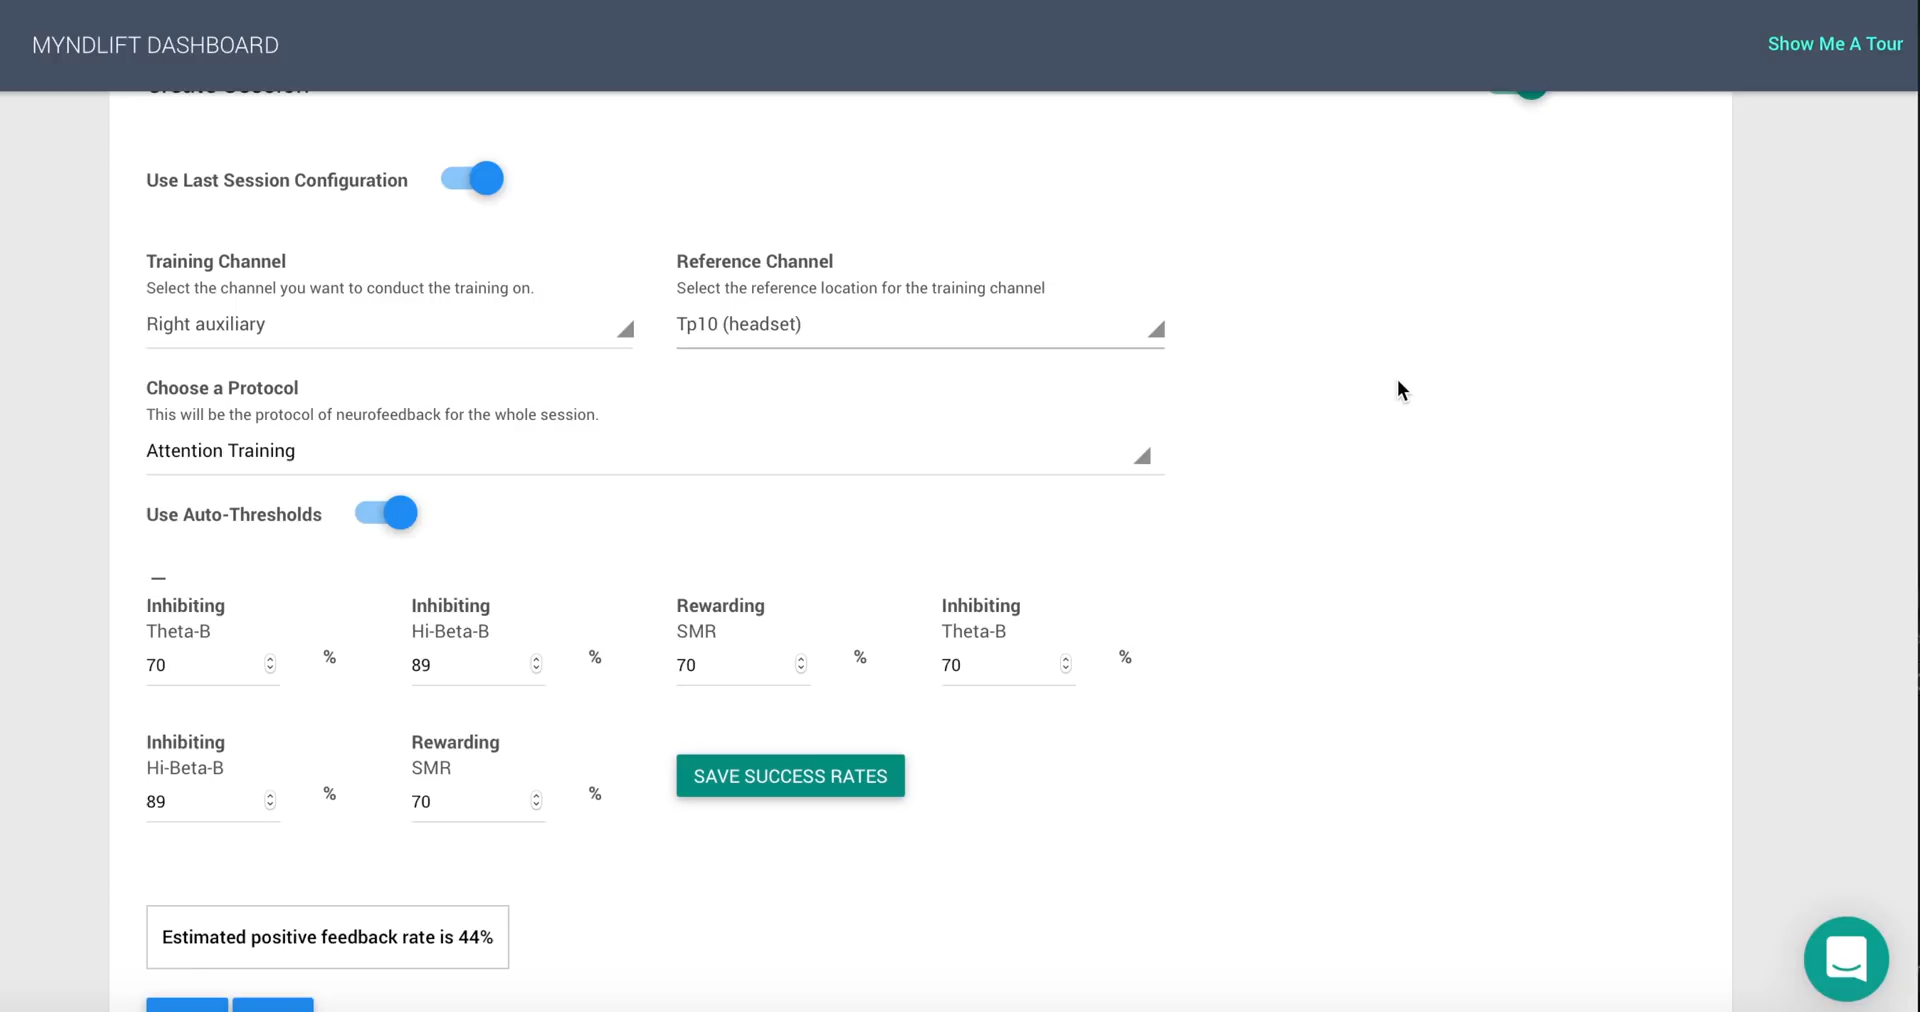 MYNDLIFT DASHBOARD
Show Me A Tour
Create Session
Use Last Session Configuration
Training Channel
Select the channel you want to conduct the training on.
Right auxiliary
Reference Channel
Select the reference location for the training channel
Tp10 (headset)
Choose a Protocol
This will be the protocol of neurofeedback for the whole session.
Attention Training
Use Auto-Thresholds
Inhibiting
Theta-B
70 %
Inhibiting
Hi-Beta-B
89 %
Rewarding
SMR
70 %
Inhibiting
Theta-B
70 %
Inhibiting
Hi-Beta-B
89 %
Rewarding
SMR
70 %
SAVE SUCCESS RATES
Estimated positive feedback rate is 44%